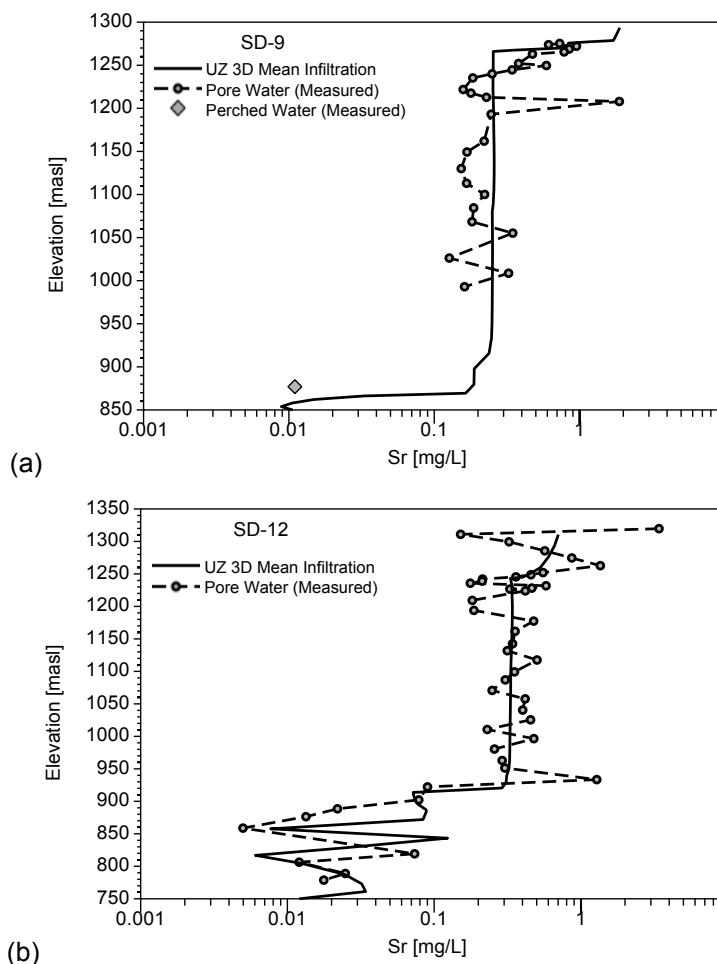 SD-9
UZ 3D Mean Infiltration
Pore Water (Measured)
Perched Water (Measured)
Elevation [masl]
1300
1250
1200
1150
1100
1050
1000
950
900
850
0.001
0.01
0.1
1
Sr [mg/L]
(a)
SD-12
UZ 3D Mean Infiltration
Pore Water (Measured)
Elevation [masl]
1350
1300
1250
1200
1150
1100
1050
1000
950
900
850
800
750
0.001
0.01
0.1
1
Sr [mg/L]
(b)